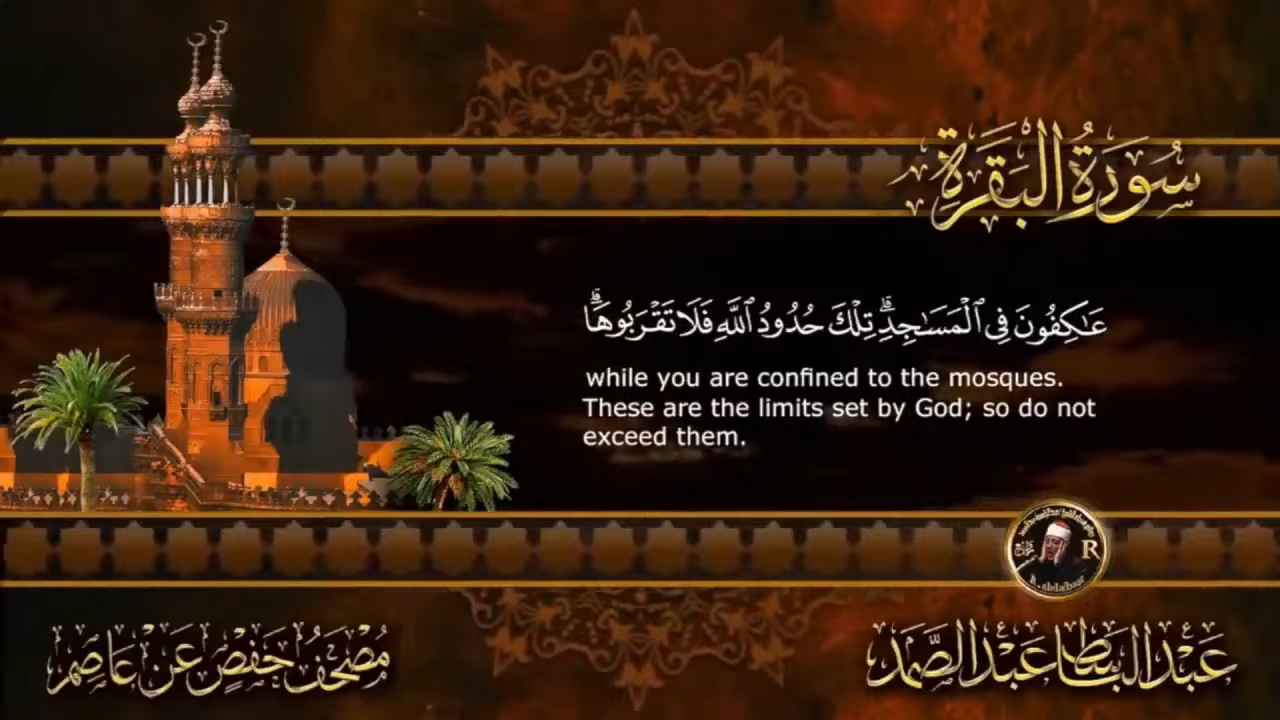 سُورَةُ البَقَرَةِ
عَـٰكِفُونَ فِى ٱلْمَسَـٰجِدِۗ تِلْكَ حُدُودُ ٱللَّهِ فَلَا تَقْرَبُوهَاۗ
while you are confined to the mosques.
These are the limits set by God; so do not
exceed them.
R
عَبْدُ البَاسِطِ عَبْدُ الصَّمَدِ
مُصْحَفُ حَفْصٍ عَنْ عَاصِمٍ